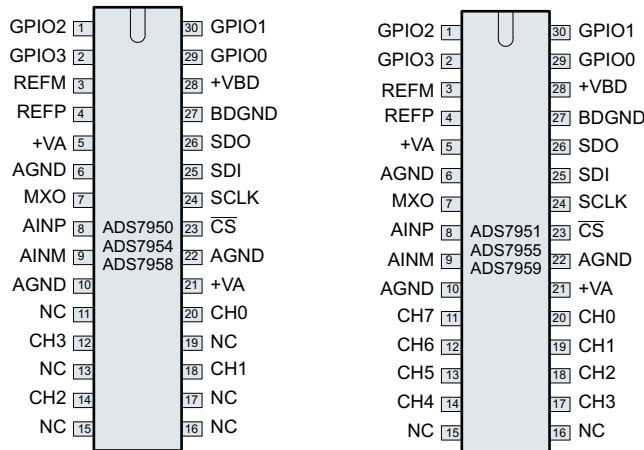 GPIO2 1 30 GPIO1
GPIO3 2 29 GPIO0
REFM 3 28 +VBD
REFP 4 27 BDGND
+VA 5 26 SDO
AGND 6 25 SDI
MXO 7 24 SCLK
AINP 8 23 CS
AINM 9 22 AGND
AGND 10 21 +VA
NC 11 20 CH0
CH3 12 19 NC
NC 13 18 CH1
CH2 14 17 NC
NC 15 16 NC
ADS7950
ADS7954
ADS7958
GPIO2 1 30 GPIO1
GPIO3 2 29 GPIO0
REFM 3 28 +VBD
REFP 4 27 BDGND
+VA 5 26 SDO
AGND 6 25 SDI
MXO 7 24 SCLK
AINP 8 23 CS
AINM 9 22 AGND
AGND 10 21 +VA
CH7 11 20 CH0
CH6 12 19 CH1
CH5 13 18 CH2
CH4 14 17 CH3
NC 15 16 NC
ADS7951
ADS7955
ADS7959